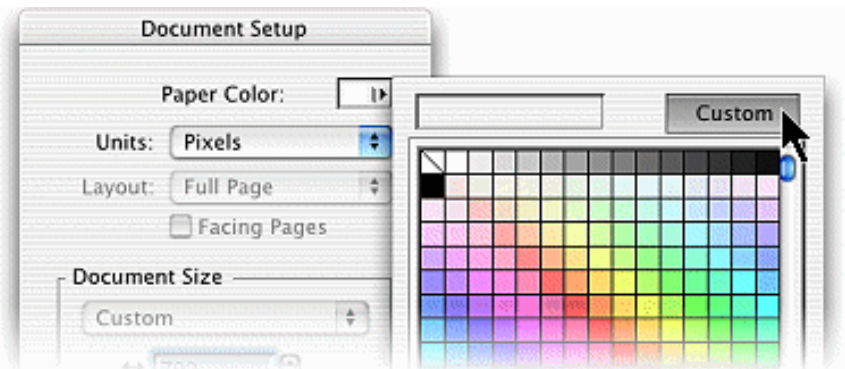 Document Setup
Paper Color:
Custom
Units: Pixels
Layout: Full Page
Facing Pages
Document Size
Custom